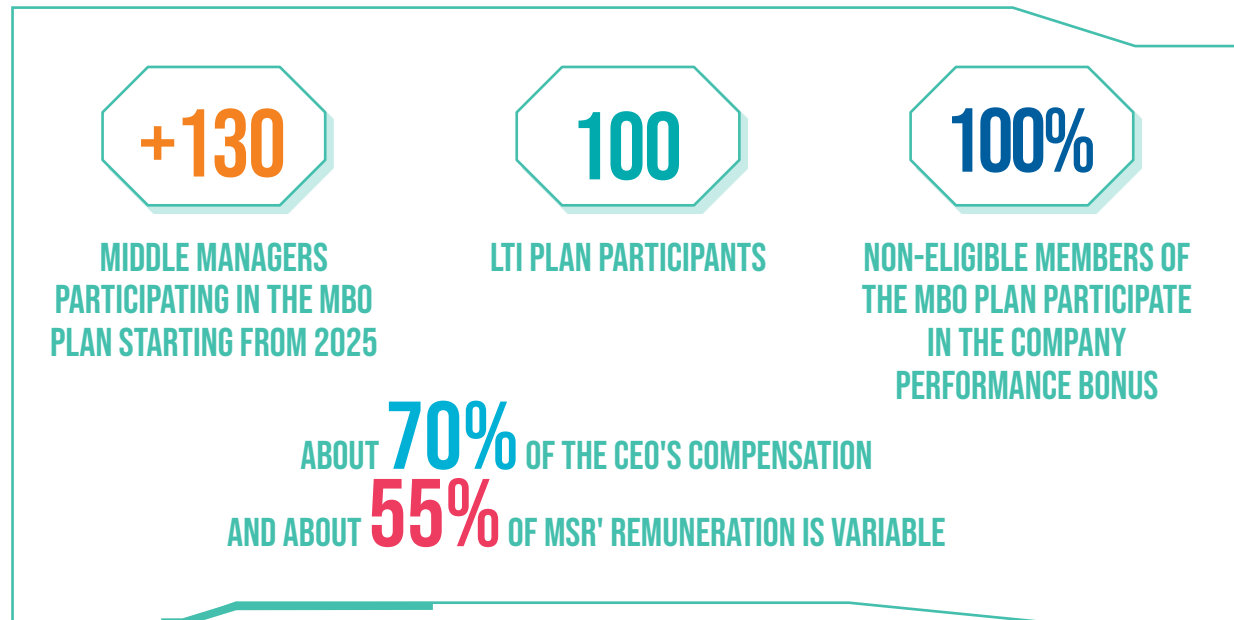 +130
MIDDLE MANAGERS
PARTICIPATING IN THE MBO
PLAN STARTING FROM 2025
100
LTI PLAN PARTICIPANTS
100%
NON-ELIGIBLE MEMBERS OF
THE MBO PLAN PARTICIPATE
IN THE COMPANY
PERFORMANCE BONUS
ABOUT 70% OF THE CEO'S COMPENSATION
AND ABOUT 55% OF MSR' REMUNERATION IS VARIABLE